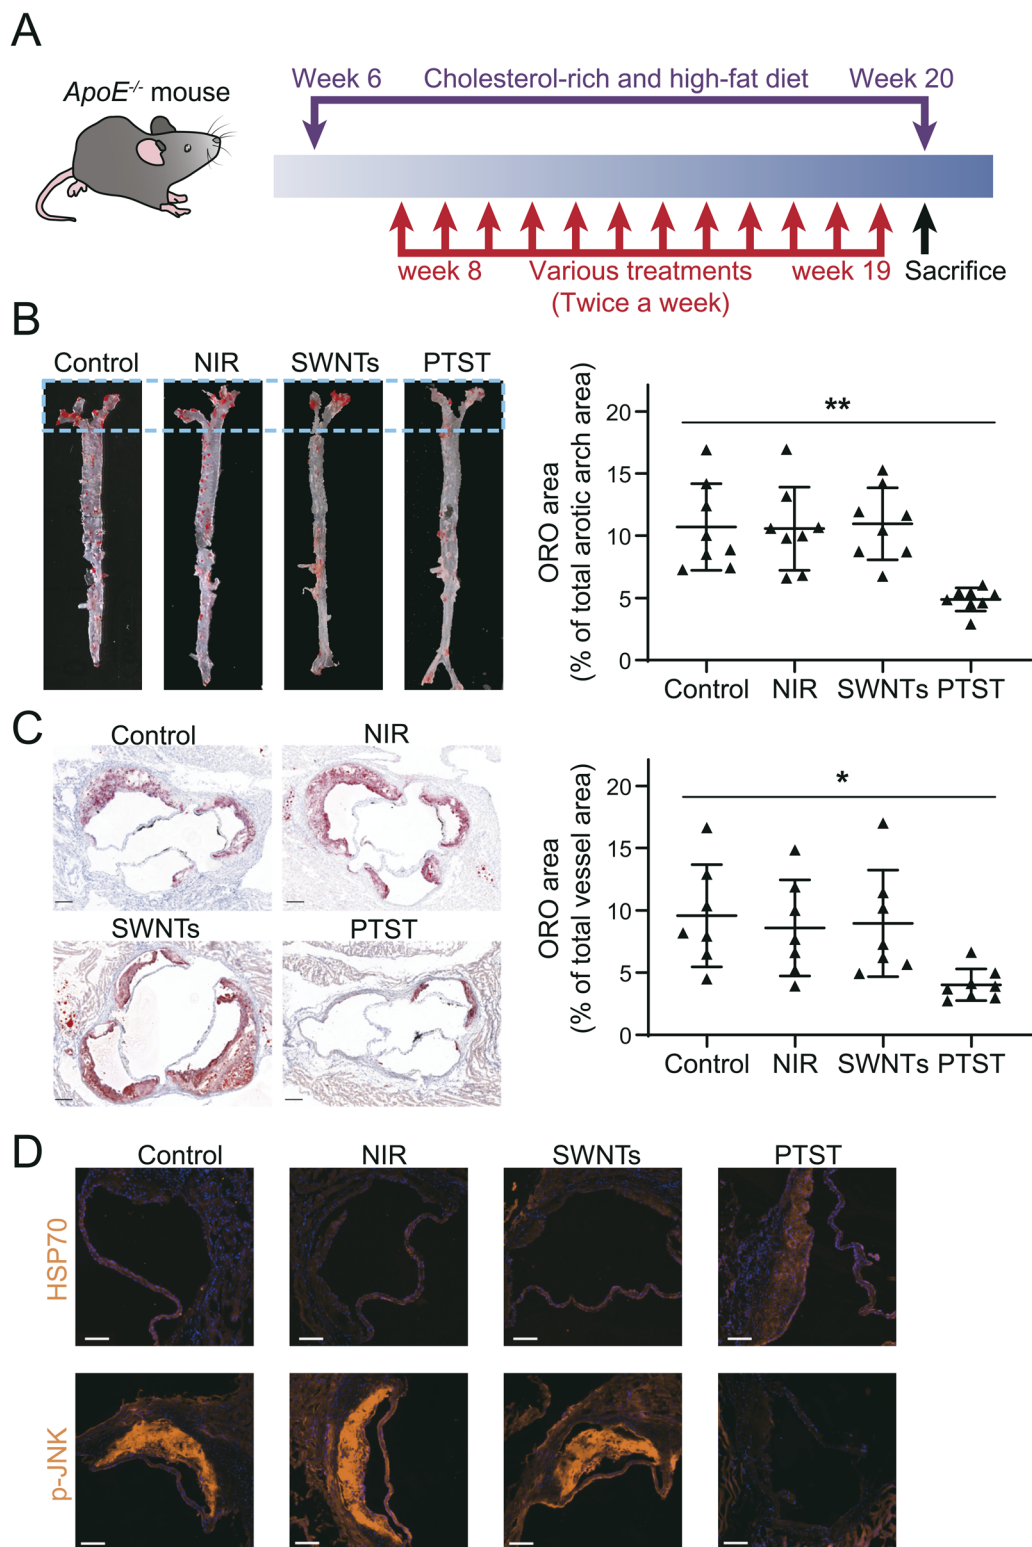 A
ApoE-/- mouse
Week 6 Cholesterol-rich and high-fat diet Week 20
week 8 Various treatments week 19 Sacrifice
(Twice a week)
B
Control NIR SWNTs PTST
ORO area
(% of total arotic arch area)
20
15
10
5
0
**
Control NIR SWNTs PTST
C
Control NIR
SWNTs PTST
ORO area
(% of total vessel area)
20
15
10
5
0
*
Control NIR SWNTs PTST
D
Control NIR SWNTs PTST
HSP70
p-JNK